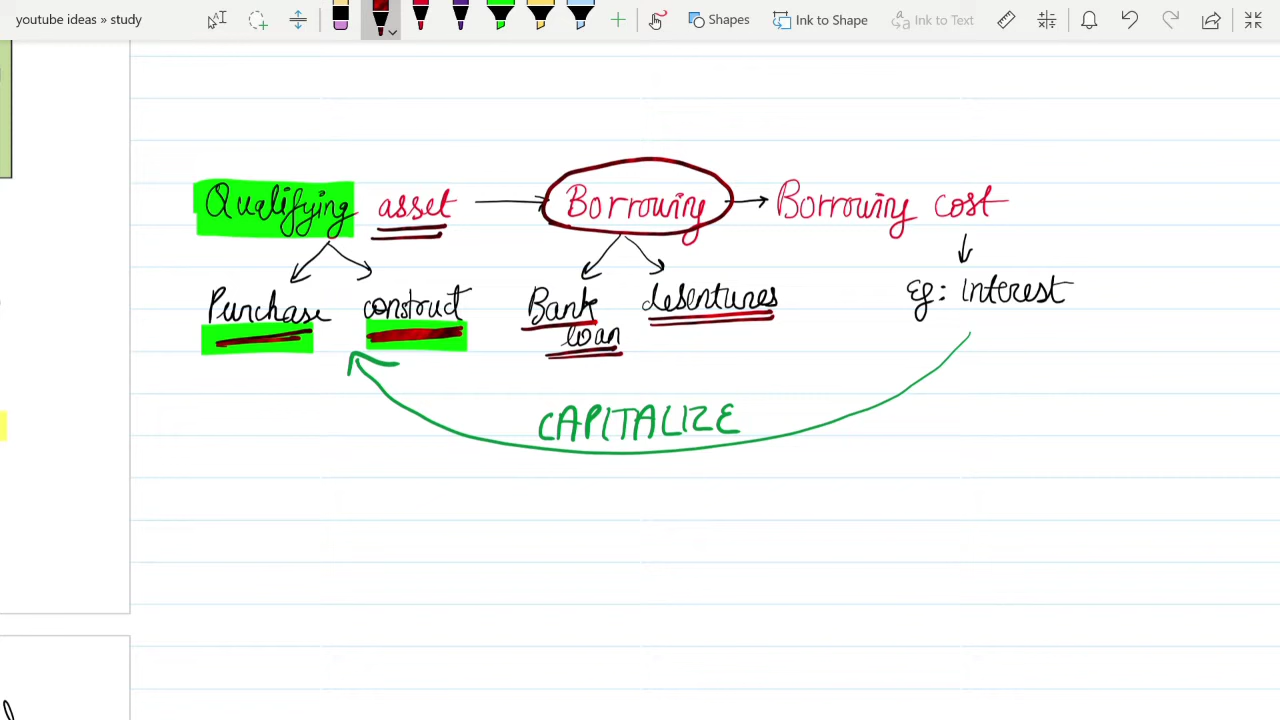 youtube ideas » study
Shapes
Ink to Shape
Ink to Text
Qualifying asset Borrowing Borrowing cost
Purchase construct Bank loan desentures Eg: interest
CAPITALIZE